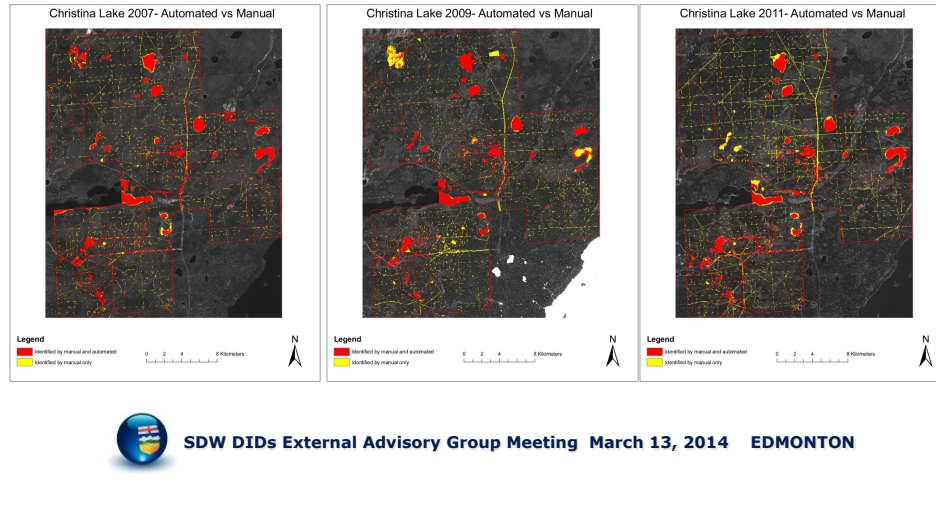 Christina Lake 2007- Automated vs Manual
Legend
Identified by manual and automated
Identified by manual only
0 2 4 8 Kilometers
N
Christina Lake 2009- Automated vs Manual
Legend
Identified by manual and automated
Identified by manual only
0 2 4 8 Kilometers
N
Christina Lake 2011- Automated vs Manual
Legend
Identified by manual and automated
Identified by manual only
0 2 4 8 Kilometers
N
SDW DIDs External Advisory Group Meeting March 13, 2014 EDMONTON